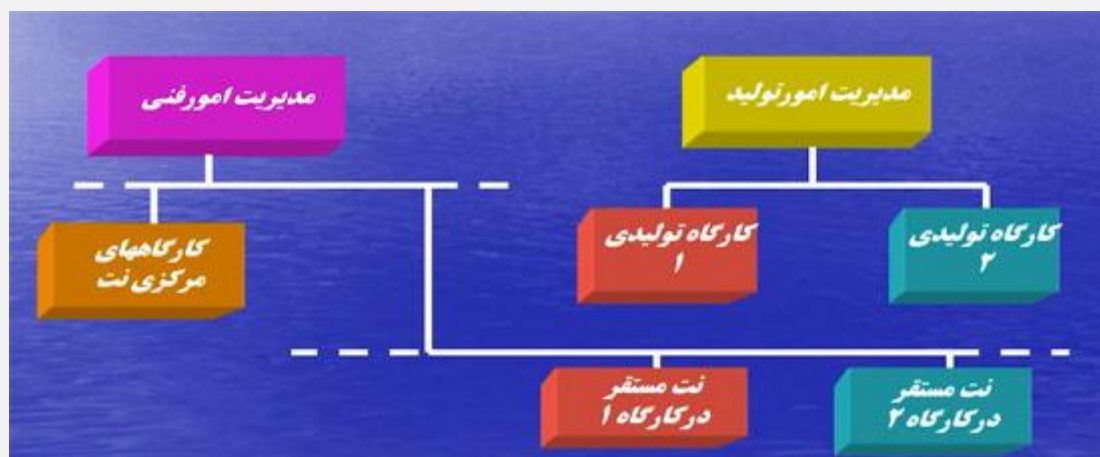 مدیریت امورتولید
مدیریت امورفنی
کارگاه تولیدی
۲
کارگاه تولیدی
۱
کارگاههای
مرکزی نت
نت مستقر
درکارگاه ۲
نت مستقر
درکارگاه ۱